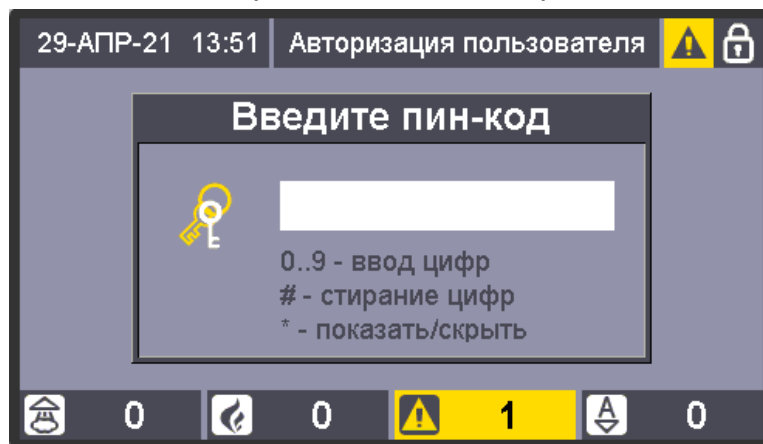 29-АПР-21 13:51 Авторизация пользователя
Введите пин-код
0..9 - ввод цифр
# - стирание цифр
* - показать/скрыть
0 0 1 A 0